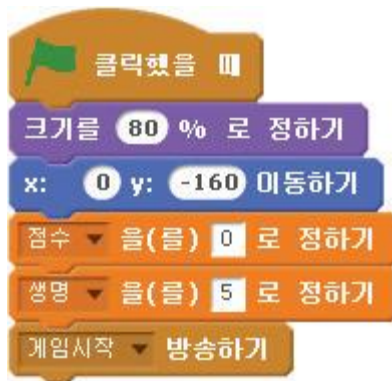 클릭했을 때
크기를 80 % 로 정하기
x: 0 y: -160 이동하기
점수 을(를) 0 로 정하기
생명 을(를) 5 로 정하기
게임시작 방송하기